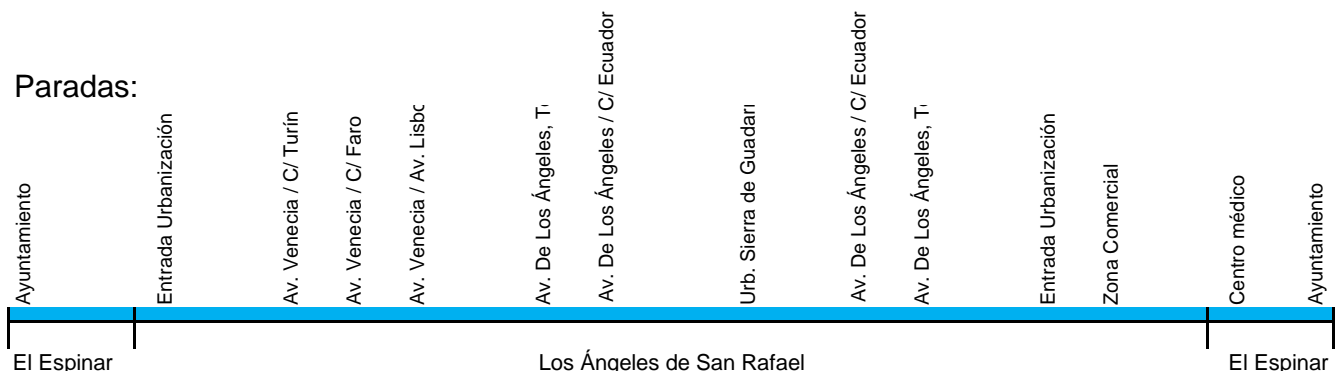 Paradas:
Ayuntamiento
Entrada Urbanización
Av. Venecia / C/ Turín
Av. Venecia / C/ Faro
Av. Venecia / Av.
Av. De Los Ángeles,
Av. De Los Ángeles / C/ Ecuador
Urb. Sierra de
Av. De Los Ángeles / C/ Ecuador
Av. De Los Ángeles,
Entrada Urbanización
Zona Comercial
Centro médico
Ayuntamiento
El Espinar
Los Ángeles de San Rafael
El Espinar